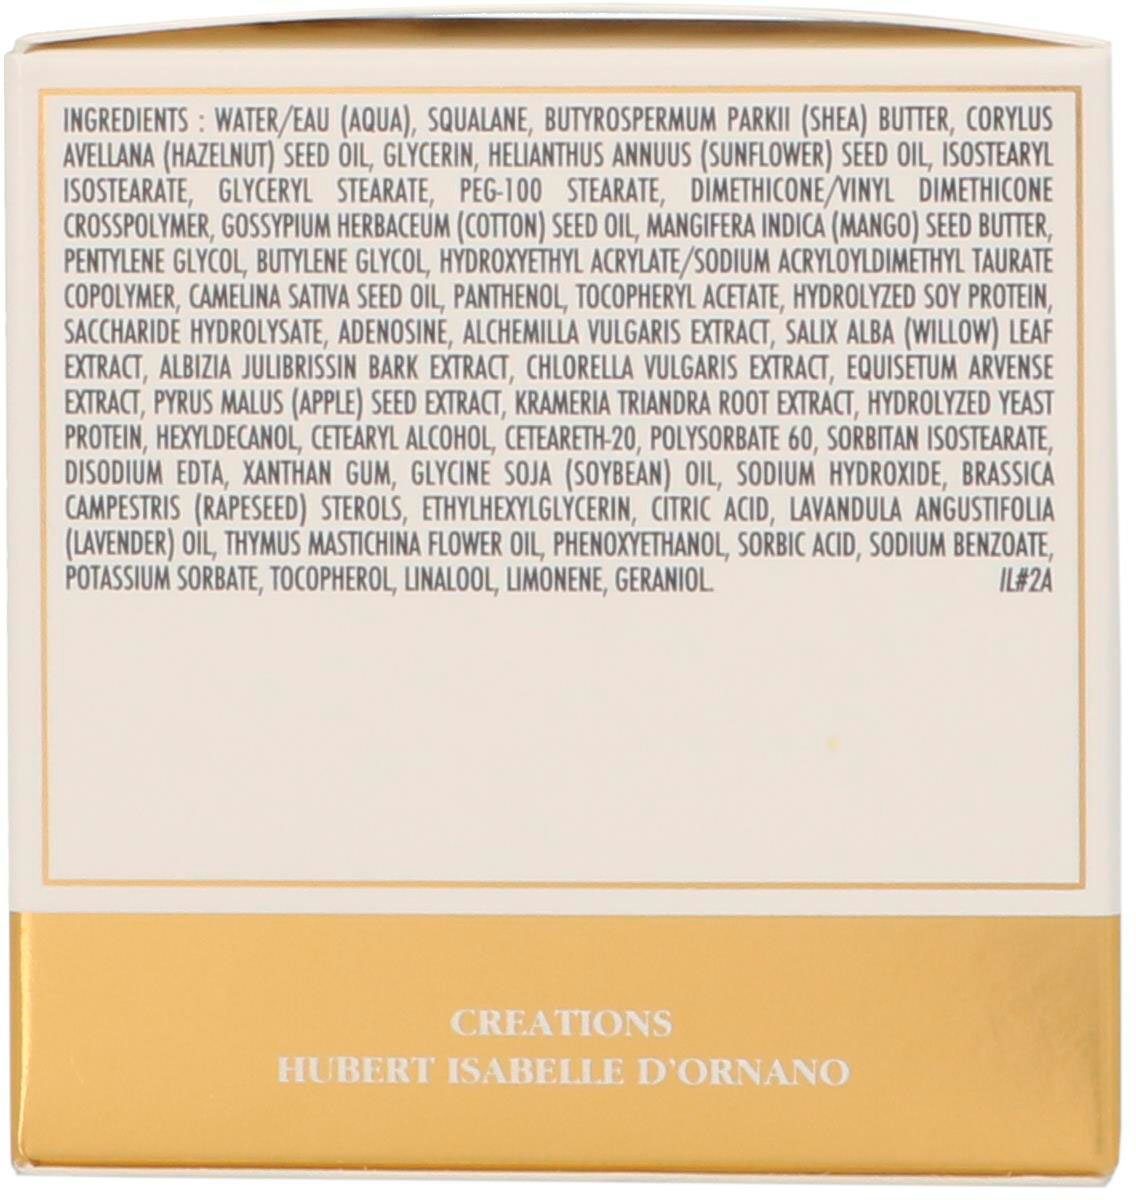 INGREDIENTS : WATER/EAU (AQUA), SQUALANE, BUTYROSPERMUM PARKII (SHEA) BUTTER, CORYLUS
AVELLANA (HAZELNUT) SEED OIL, GLYCERIN, HELIANTHUS ANNUUS (SUNFLOWER) SEED OIL, ISOSTEARYL
ISOSTEARATE, GLYCERYL STEARATE, PEG-100 STEARATE, DIMETHICONE/VINYL DIMETHICONE
CROSSPOLYMER, GOSSYPIUM HERBACEUM (COTTON) SEED OIL, MANGIFERA INDICA (MANGO) SEED BUTTER,
PENTYLENE GLYCOL, BUTYLENE GLYCOL, HYDROXYETHYL ACRYLATE/SODIUM ACRYLOYLDIMETHYL TAURATE
COPOLYMER, CAMELINA SATIVA SEED OIL, PANTHENOL, TOCOPHERYL ACETATE, HYDROLYZED SOY PROTEIN,
SACCHARIDE HYDROLYSATE, ADENOSINE, ALCHEMILLA VULGARIS EXTRACT, SALIX ALBA (WILLOW) LEAF
EXTRACT, ALBIZIA JULIBRISSIN BARK EXTRACT, CHLORELLA VULGARIS EXTRACT, EQUISETUM ARVENSE
EXTRACT, PYRUS MALUS (APPLE) SEED EXTRACT, KRAMERIA TRIANDRA ROOT EXTRACT, HYDROLYZED YEAST
PROTEIN, HEXYLDECANOL, CETEARYL ALCOHOL, CETEARETH-20, POLYSORBATE 60, SORBITAN ISOSTEARATE,
DISODIUM EDTA, XANTHAN GUM, GLYCINE SOJA (SOYBEAN) OIL, SODIUM HYDROXIDE, BRASSICA
CAMPESTRIS (RAPESEED) STEROLS, ETHYLHEXYLGLYCERIN, CITRIC ACID, LAVANDULA ANGUSTIFOLIA
(LAVENDER) OIL, THYMUS MASTICHINA FLOWER OIL, PHENOXYETHANOL, SORBIC ACID, SODIUM BENZOATE,
POTASSIUM SORBATE, TOCOPHEROL, LINALOOL, LIMONENE, GERANIOL. IL#2A
CREATIONS
HUBERT ISABELLE D'ORNANO